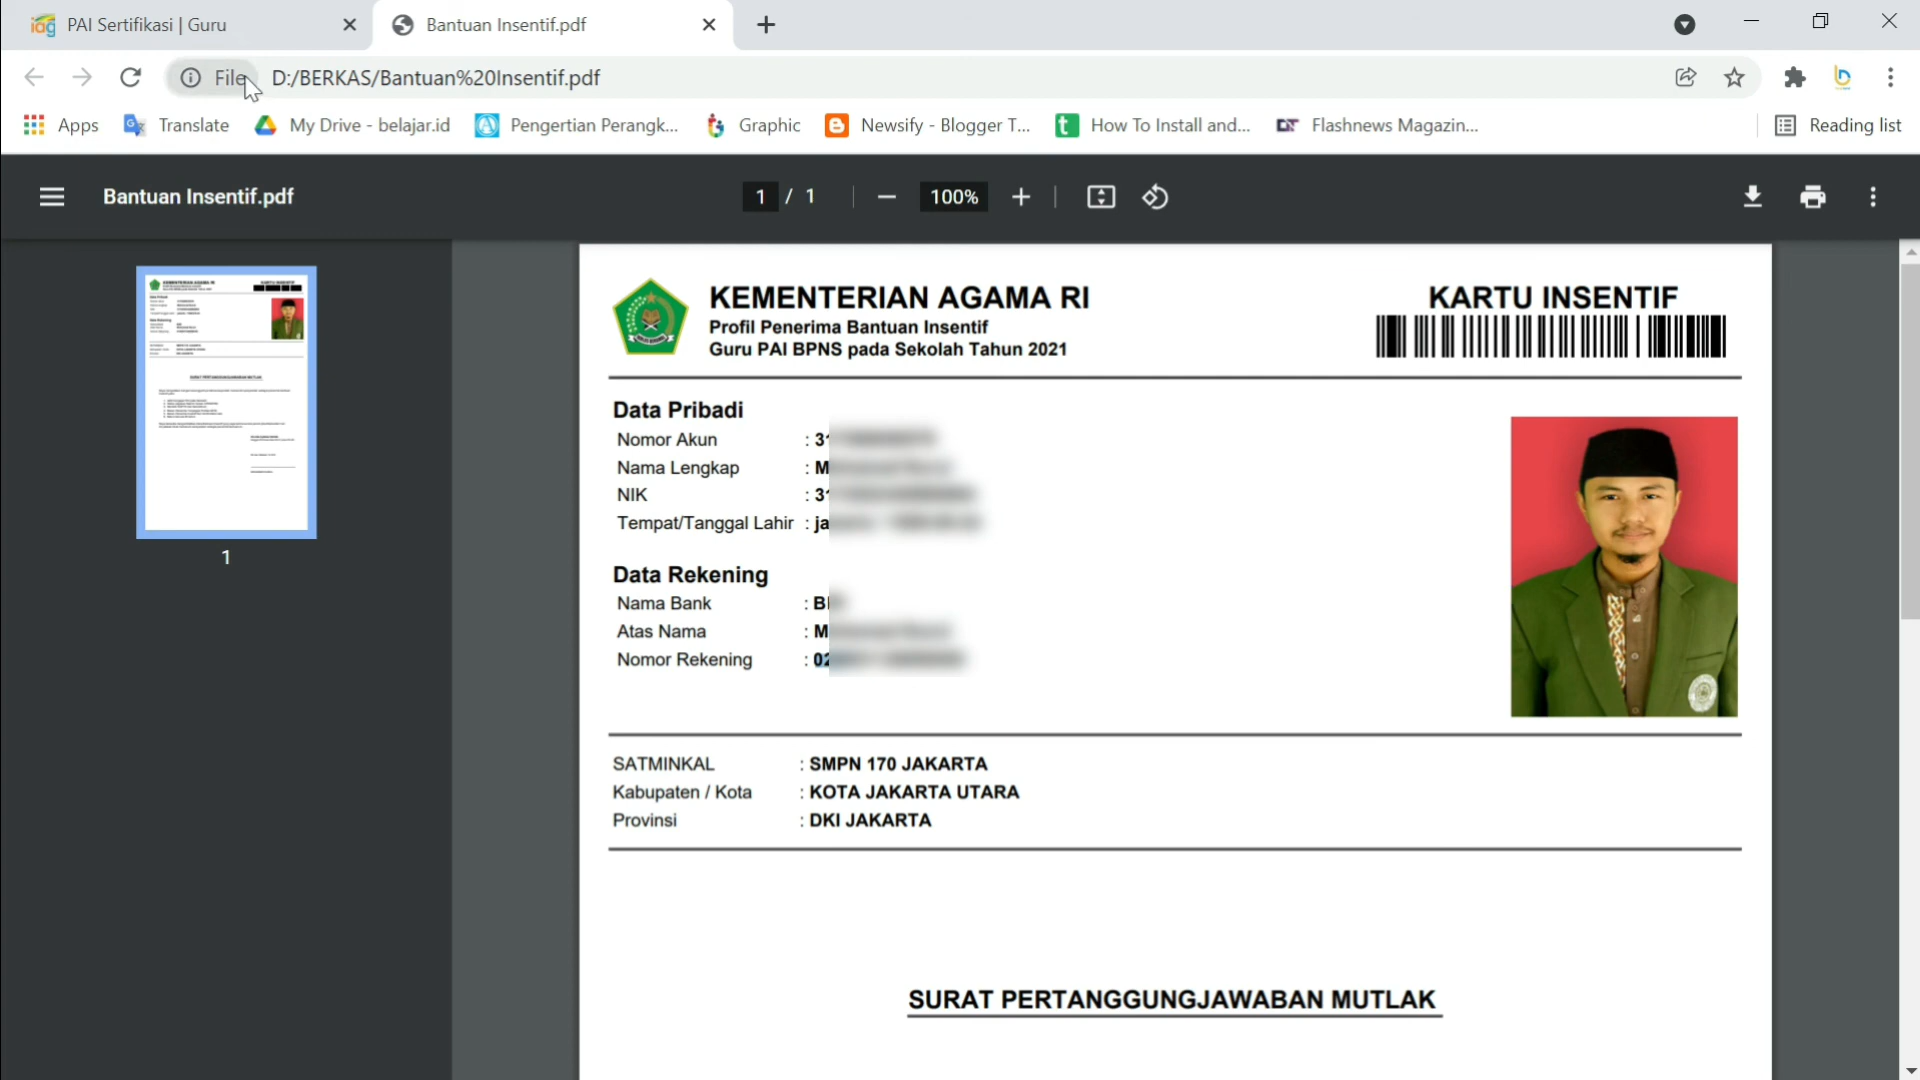 PAI Sertifikasi | Guru
Bantuan Insentif.pdf
File D:/BERKAS/Bantuan%20Insentif.pdf
Apps Translate My Drive - belajar.id Pengertian Perangk... Graphic Newsify - Blogger T... How To Install and... Flashnews Magazin... Reading list
Bantuan Insentif.pdf 1 / 1 100%
1
KEMENTERIAN AGAMA RI
Profil Penerima Bantuan Insentif
Guru PAI BPNS pada Sekolah Tahun 2021
KARTU INSENTIF
Data Pribadi
Nomor Akun :
Nama Lengkap :
NIK :
Tempat/Tanggal Lahir :
Data Rekening
Nama Bank :
Atas Nama :
Nomor Rekening :
SATMINKAL : SMPN 170 JAKARTA
Kabupaten / Kota : KOTA JAKARTA UTARA
Provinsi : DKI JAKARTA
SURAT PERTANGGUNGJAWABAN MUTLAK